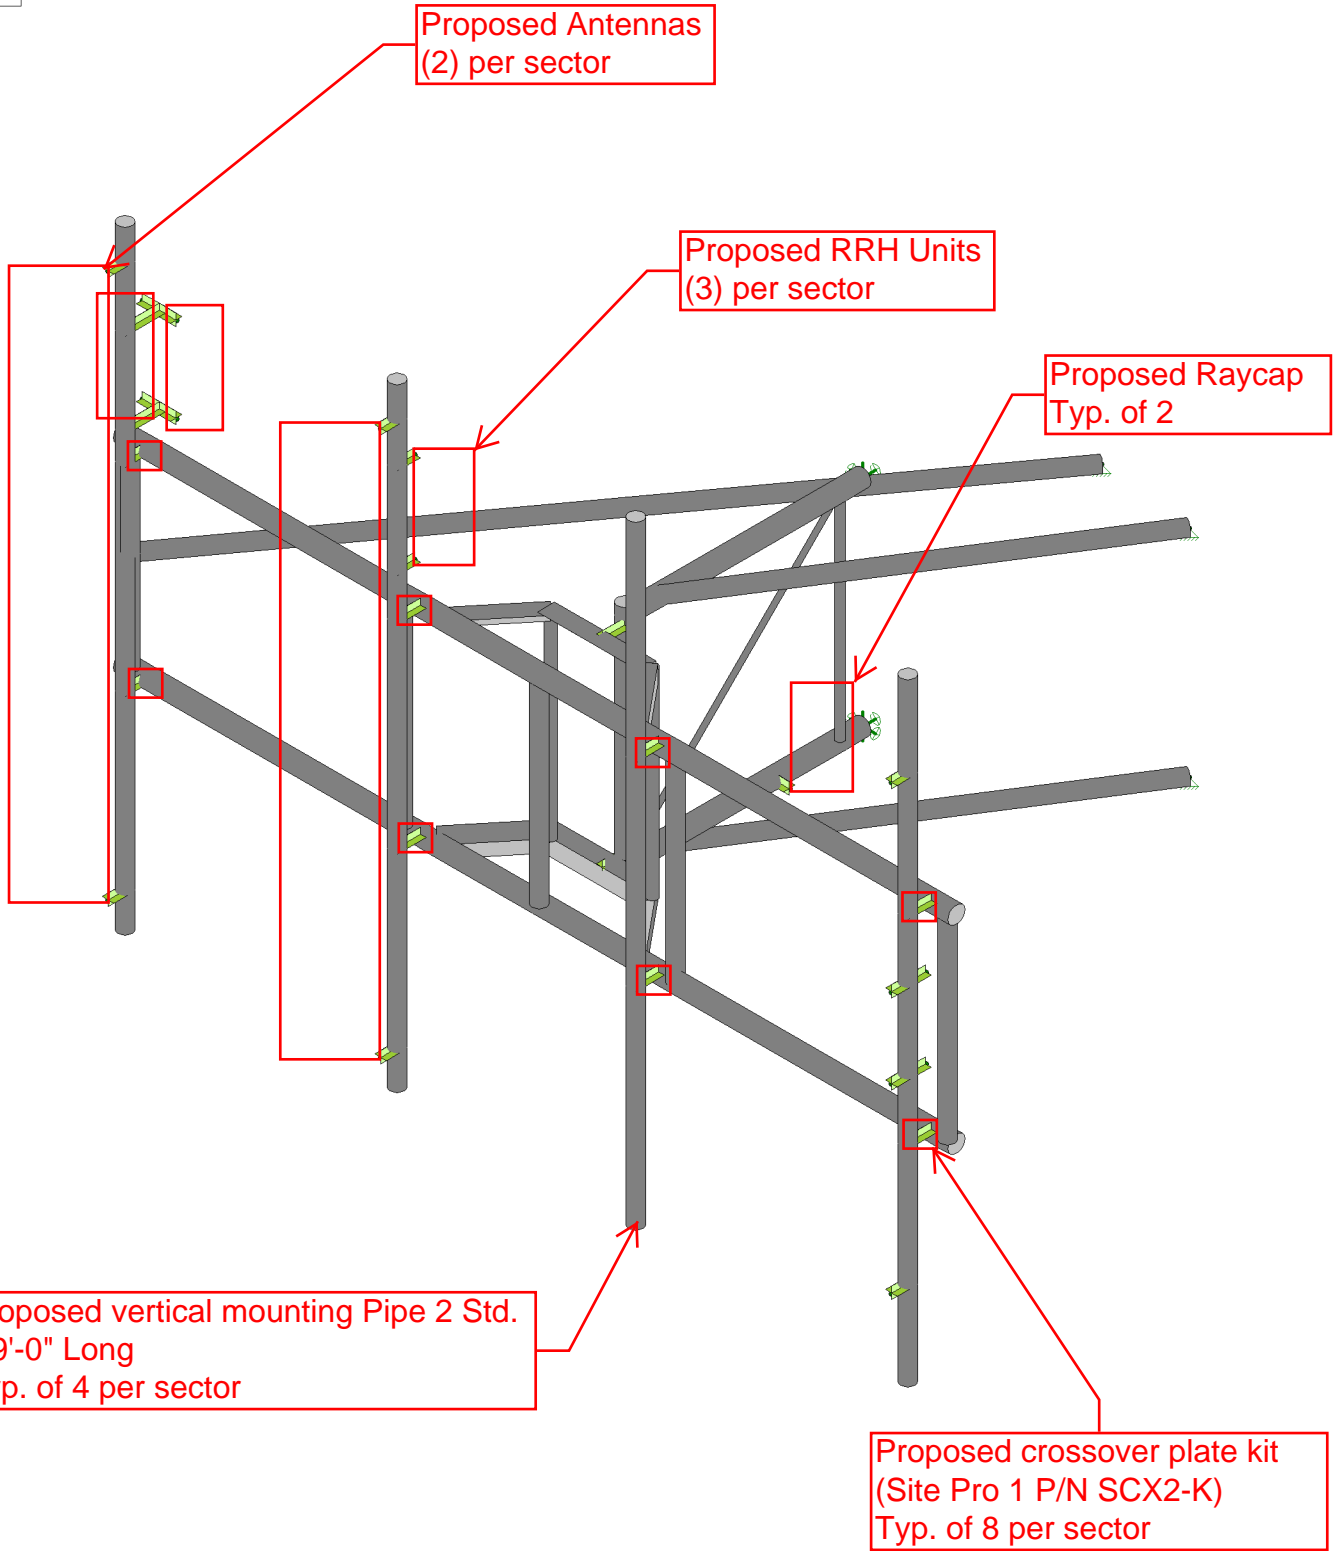 Proposed Antennas
(2) per sector
Proposed RRH Units
(3) per sector
Proposed Raycap
Typ. of 2
oposed vertical mounting Pipe 2 Std.
9'-0" Long
p. of 4 per sector
Proposed crossover plate kit
(Site Pro 1 P/N SCX2-K)
Typ. of 8 per sector